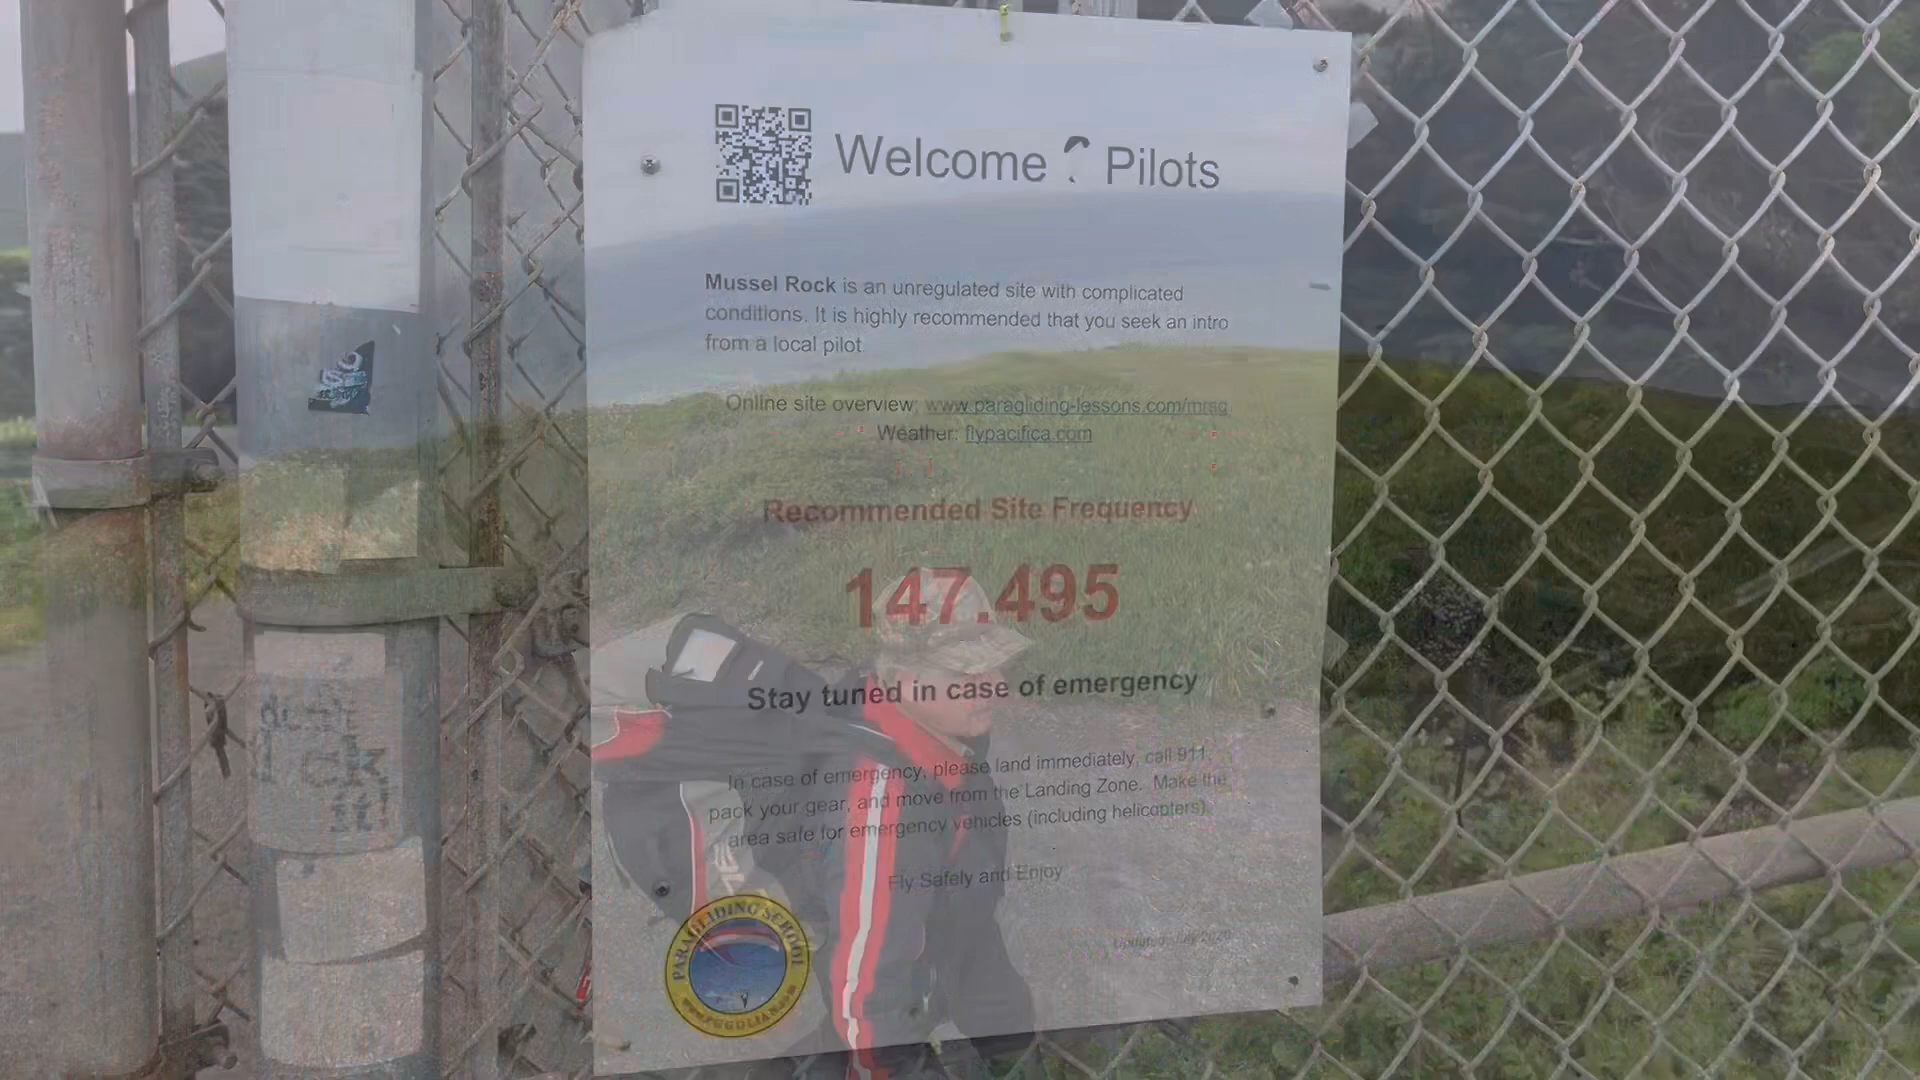 Welcome Pilots
Mussel Rock is an unregulated site with complicated
conditions. It is highly recommended that you seek an intro
from a local pilot
Online site overview: www.paragliding-lessons.com/mrsg
Weather: flypacifica.com
Recommended Site Frequency
147.495
Stay tuned in case of emergency
In case of emergency, please land immediately, call 911,
pack your gear, and move from the Landing Zone. Make the
area safe for emergency vehicles (including helicopters).
Fly Safely and Enjoy
Updated July 2020
PARAGLIDING SCHOOL